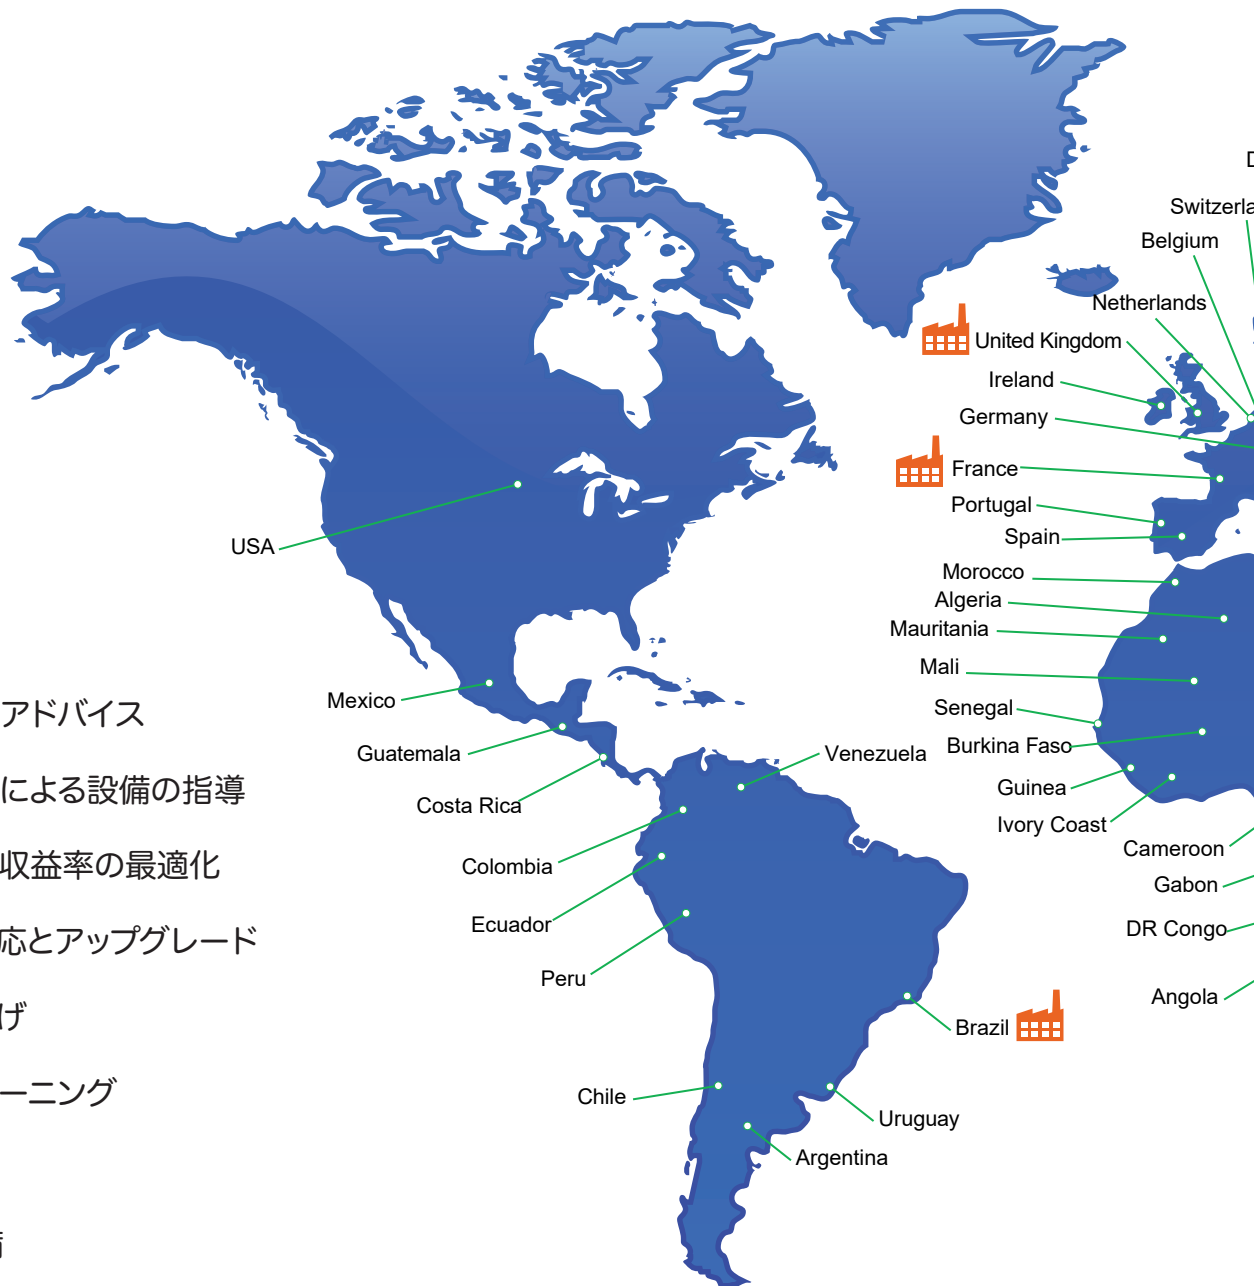 Switzerla
Belgium
Netherlands
United Kingdom
Ireland
Germany
France
Portugal
Spain
USA
Morocco
Algeria
Mauritania
Mali
Mexico
Senegal
アドバイス
Guatemala
Burkina Faso
Venezuela
による設備の指導
Guinea
Costa Rica
Ivory Coast
Cameroon
収益率の最適化
Colombia
Gabon
Ecuador
DR Congo
応とアップグレード
Peru
Angola
げ
Brazil
ーニング
Chile
Uruguay
Argentina